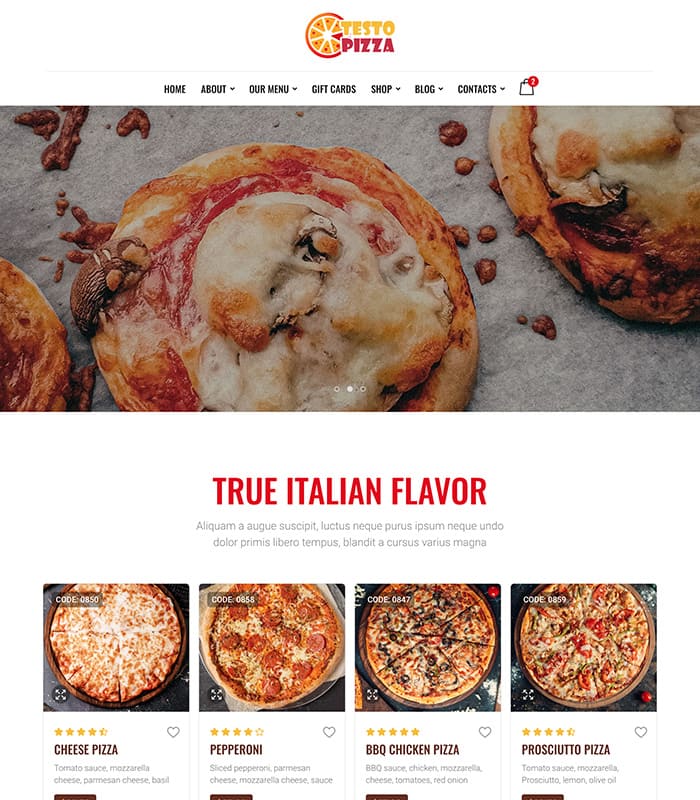 TESTO
PIZZA
HOME ABOUT OUR MENU GIFT CARDS SHOP BLOG CONTACTS 2
TRUE ITALIAN FLAVOR
Aliquam a augue suscipit, luctus neque purus ipsum neque undo
dolor primis libero tempus, blandit a cursus varius magna
CODE: 0850
CODE: 0858
CODE: 0847
CODE: 0859
CHEESE PIZZA
Tomato sauce, mozzarella
cheese, parmesan cheese, basil
PEPPERONI
Sliced pepperoni, parmesan
cheese, mozzarella cheese, sauce
BBQ CHICKEN PIZZA
BBQ sauce, chicken, mozzarella,
cheese, tomatoes, red onion
PROSCIUTTO PIZZA
Tomato sauce, mozzarella,
Prosciutto, lemon, olive oil